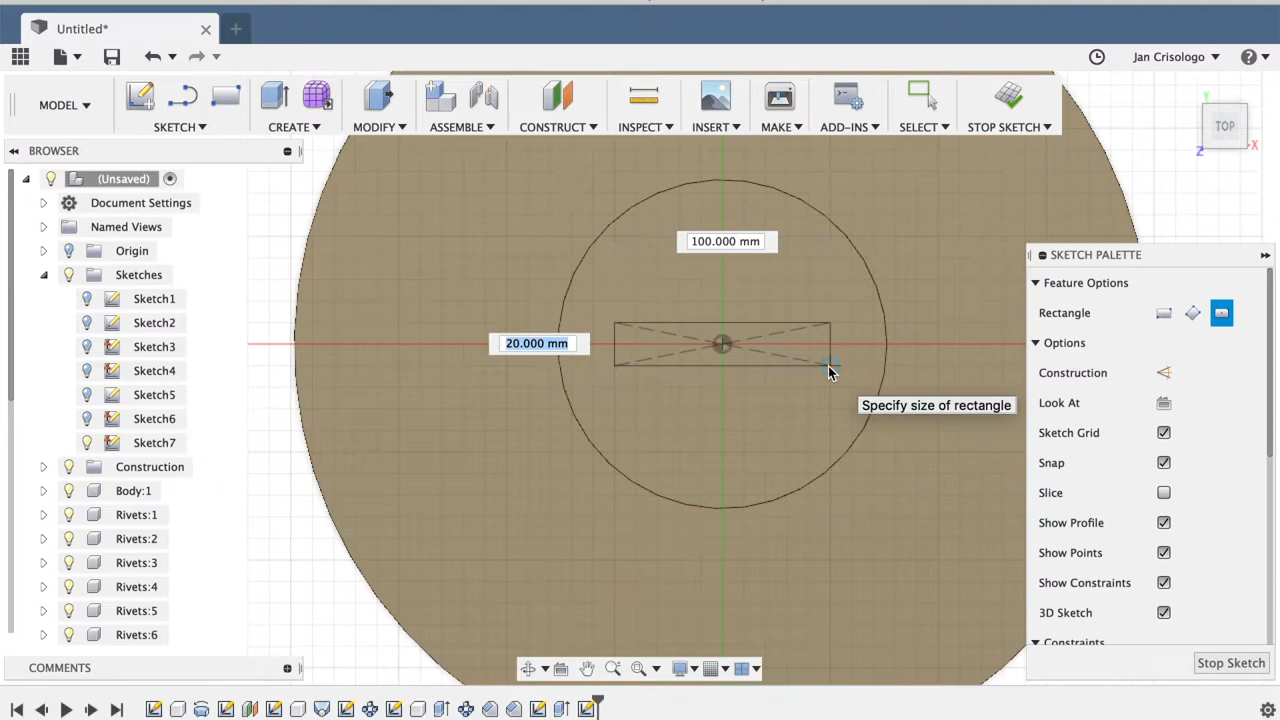 Untitled*
Jan Crisologo
MODEL
SKETCH
CREATE
MODIFY
ASSEMBLE
CONSTRUCT
INSPECT
INSERT
MAKE
ADD-INS
SELECT
STOP SKETCH
TOP
Y
X
Z
BROWSER
(Unsaved)
Document Settings
Named Views
Origin
Sketches
Sketch1
Sketch2
Sketch3
Sketch4
Sketch5
Sketch6
Sketch7
Construction
Body:1
Rivets:1
Rivets:2
Rivets:3
Rivets:4
Rivets:5
Rivets:6
COMMENTS
100.000 mm
20.000 mm
Specify size of rectangle
SKETCH PALETTE
Feature Options
Rectangle
Options
Construction
Look At
Sketch Grid
Snap
Slice
Show Profile
Show Points
Show Constraints
3D Sketch
Constraints
Stop Sketch